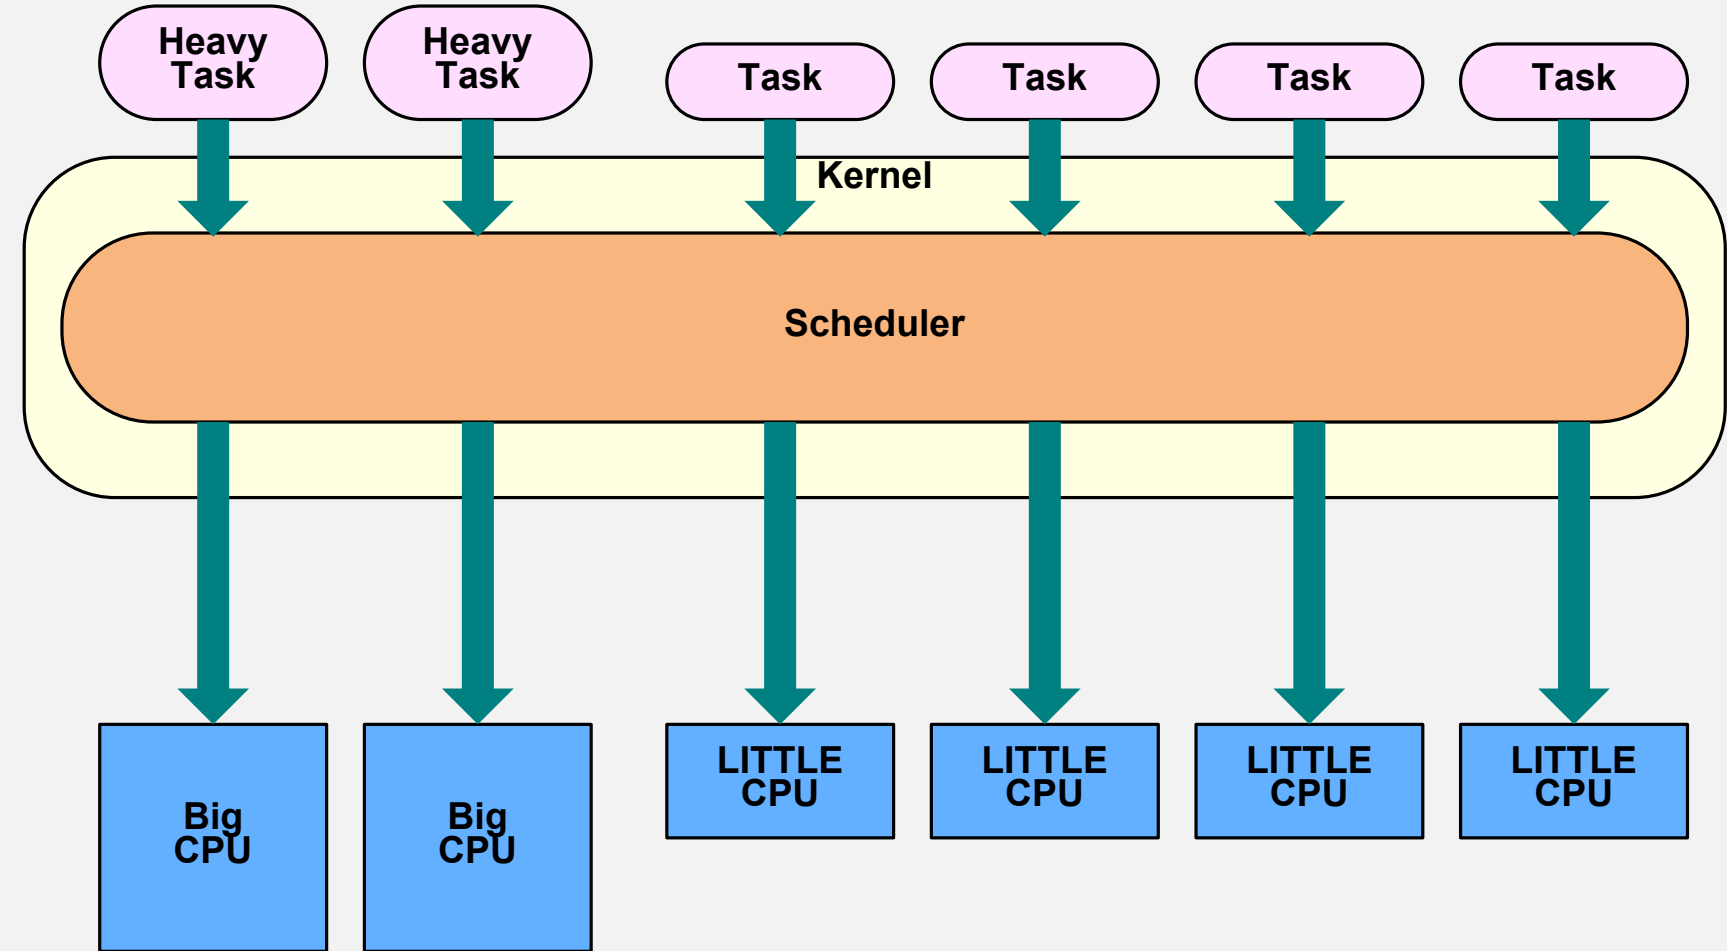 Heavy
Task
Heavy
Task
Task
Task
Task
Task
Kernel
Scheduler
Big
CPU
Big
CPU
LITTLE
CPU
LITTLE
CPU
LITTLE
CPU
LITTLE
CPU